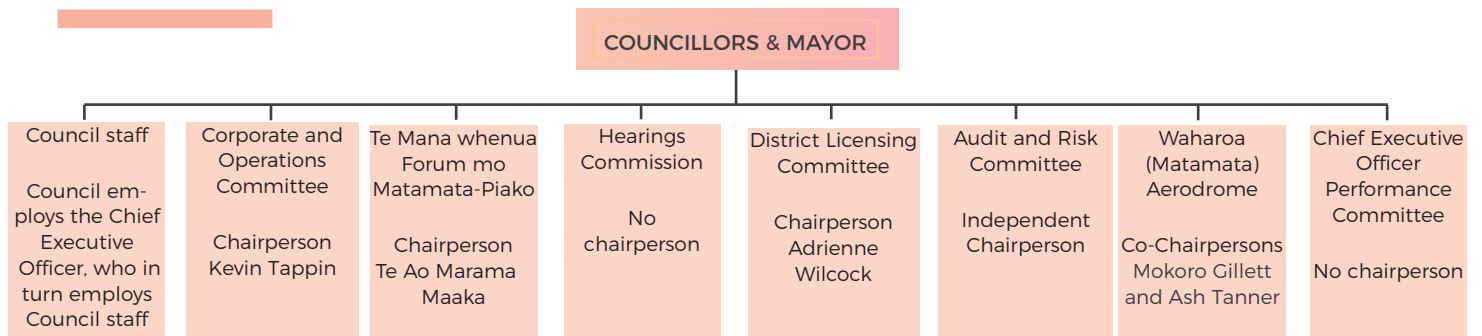 COUNCILLORS & MAYOR
Council staff
Council em-
ploys the Chief
Executive
Officer, who in
turn employs
Council staff
Corporate and
Operations
Committee
Chairperson
Kevin Tappin
Te Mana whenua
Forum mo
Matamata-Piako
Chairperson
Te Ao Marama
Maaka
Hearings
Commission
No
chairperson
District Licensing
Committee
Chairperson
Adrienne
Wilcock
Audit and Risk
Committee
Independent
Chairperson
Waharoa
(Matamata)
Aerodrome
Co-Chairpersons
Mokoro Gillett
and Ash Tanner
Chief Executive
Officer
Performance
Committee
No chairperson